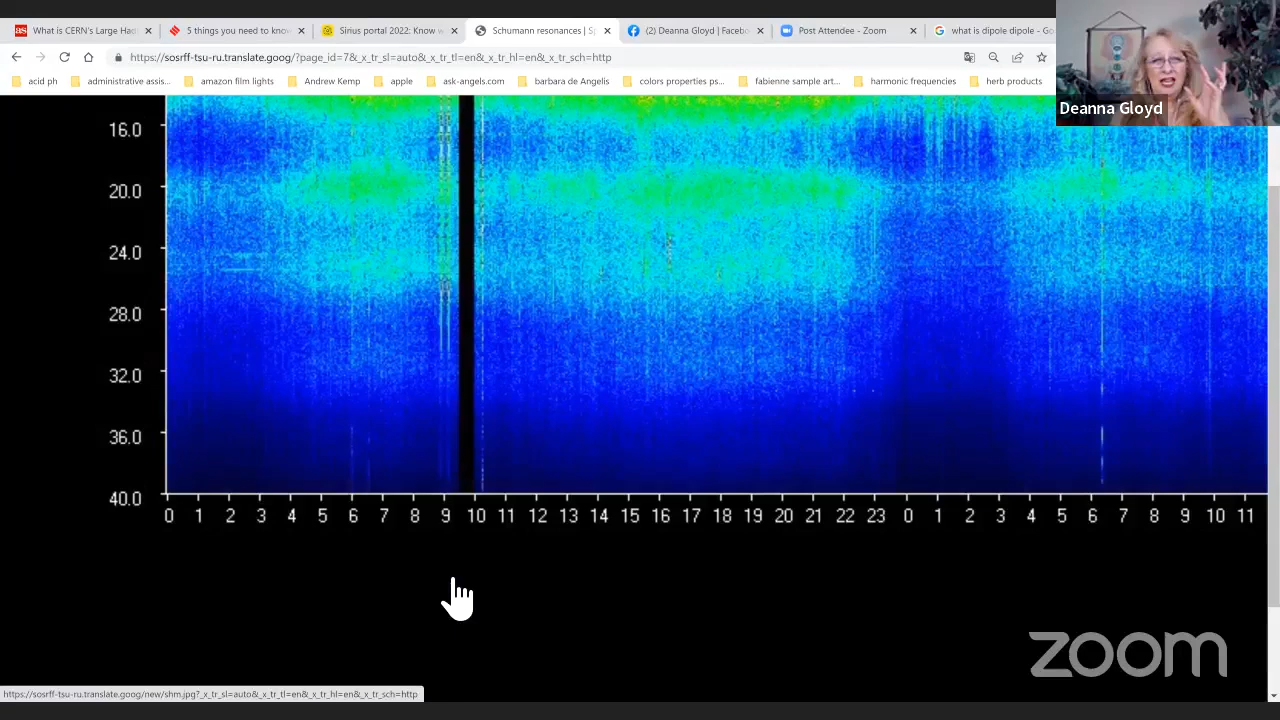 What is CERN's Large Had
5 things you need to know
Sirius portal 2022: Know w
Schumann resonances | Sp
(2) Deanna Gloyd | Facebo
Post Attendee - Zoom
what is dipole dipole - Go
https://sosrff-tsu-ru.translate.goog/?page_id=7&_x_tr_sl=auto&_x_tr_tl=en&_x_tr_hl=en&_x_tr_sch=http
acid ph
administrative assis...
amazon film lights
Andrew Kemp
apple
ask-angels.com
barbara de Angelis
colors properties ps...
fabienne sample art...
harmonic frequencies
herb products
Deanna Gloyd
16.0
20.0
24.0
28.0
32.0
36.0
40.0
0 1 2 3 4 5 6 7 8 9 10 11 12 13 14 15 16 17 18 19 20 21 22 23 0 1 2 3 4 5 6 7 8 9 10 11
zoom
https://sosrff-tsu-ru.translate.goog/new/shm.jpg?_x_tr_sl=auto&_x_tr_tl=en&_x_tr_hl=en&_x_tr_sch=http